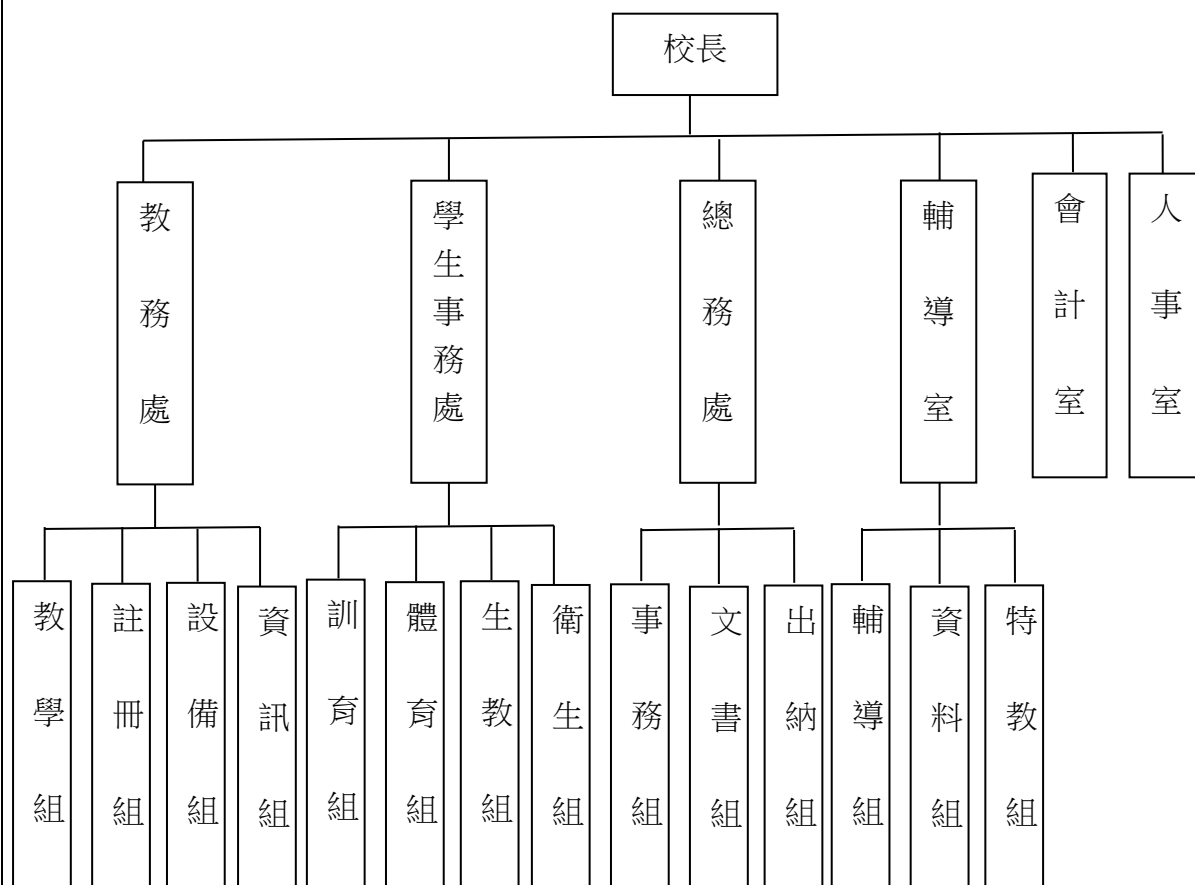 校長
教務處
學生事務處
總務處
輔導室
會計室
人事室
教學組
註冊組
設備組
資訊組
訓育組
體育組
生教組
衛生組
事務組
文書組
出納組
輔導組
資料組
特教組